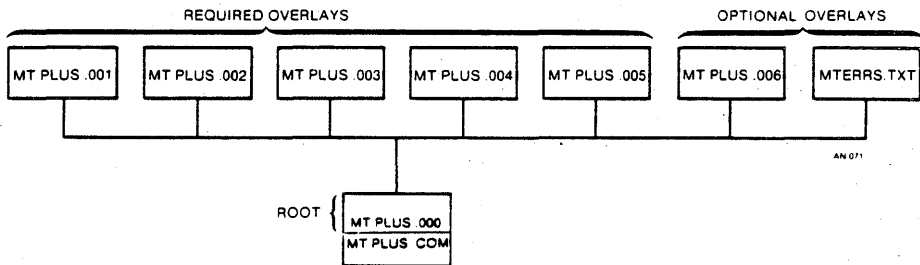 REQUIRED OVERLAYS
OPTIONAL OVERLAYS
MT PLUS .001
MT PLUS .002
MT PLUS .003
MT PLUS .004
MT PLUS .005
MT PLUS .006
MTERRS.TXT
AN 071
ROOT
MT PLUS .000
MT PLUS COM